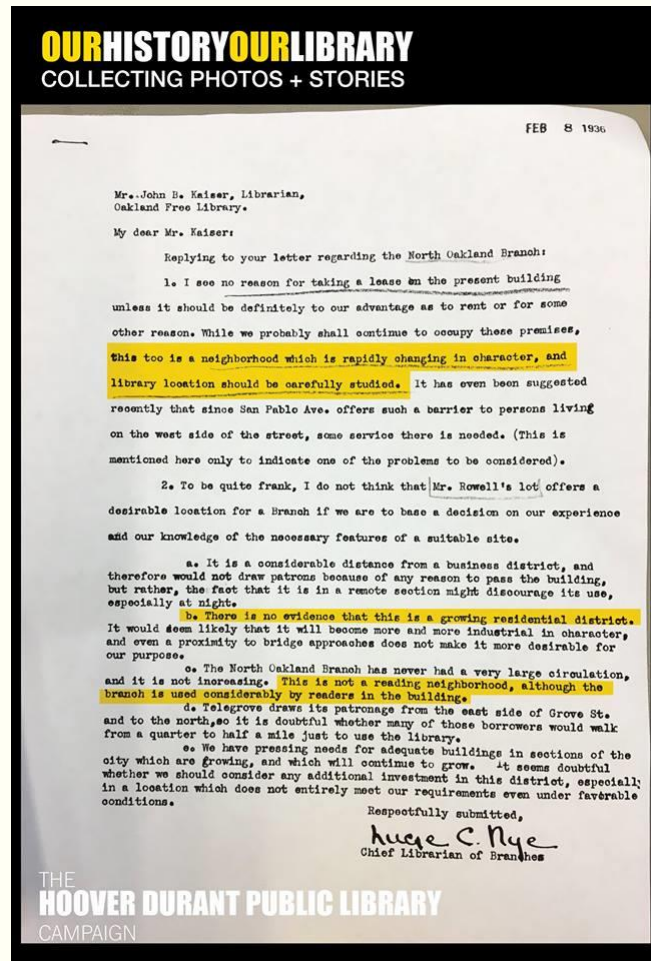 OURHISTORYOURLIBRARY
COLLECTING PHOTOS + STORIES
FEB 8 1936
Mr. John B. Kaiser, Librarian,
Oakland Free Library.
My dear Mr. Kaiser:
Replying to your letter regarding the North Oakland Branch:
1. I see no reason for taking a lease on the present building
unless it should be definitely to our advantage as to rent or for some
other reason. While we probably shall continue to occupy these premises,
this too is a neighborhood which is rapidly changing in character, and
library location should be carefully studied. It has even been suggested
recently that since San Pablo Ave. offers such a barrier to persons living
on the west side of the street, some service there is needed. (This is
mentioned here only to indicate one of the problems to be considered).
2. To be quite frank, I do not think that Mr. Rowell's lot offers a
desirable location for a Branch if we are to base a decision on our experience
and our knowledge of the necessary features of a suitable site.
a. It is a considerable distance from a business district, and
therefore would not draw patrons because of any reason to pass the building,
but rather, the fact that it is in a remote section might discourage its use,
especially at night.
b. There is no evidence that this is a growing residential district.
It would seem likely that it will become more and more industrial in character,
and even a proximity to bridge approaches does not make it more desirable for
our purpose.
c. The North Oakland Branch has never had a very large circulation,
and it is not increasing. This is not a reading neighborhood, although the
branch is used considerably by readers in the building.
d. Telegrove draws its patronage from the east side of Grove St.
and to the north,so it is doubtful whether many of those borrowers would walk
from a quarter to half a mile just to use the library.
e. We have pressing needs for adequate buildings in sections of the
city which are growing, and which will continue to grow. It seems doubtful
whether we should consider any additional investment in this district, especially
in a location which does not entirely meet our requirements even under favorable
conditions.
Respectfully submitted,
C. Nye
Chief Librarian of Branches
THE
HOOVER DURANT PUBLIC LIBRARY
CAMPAIGN